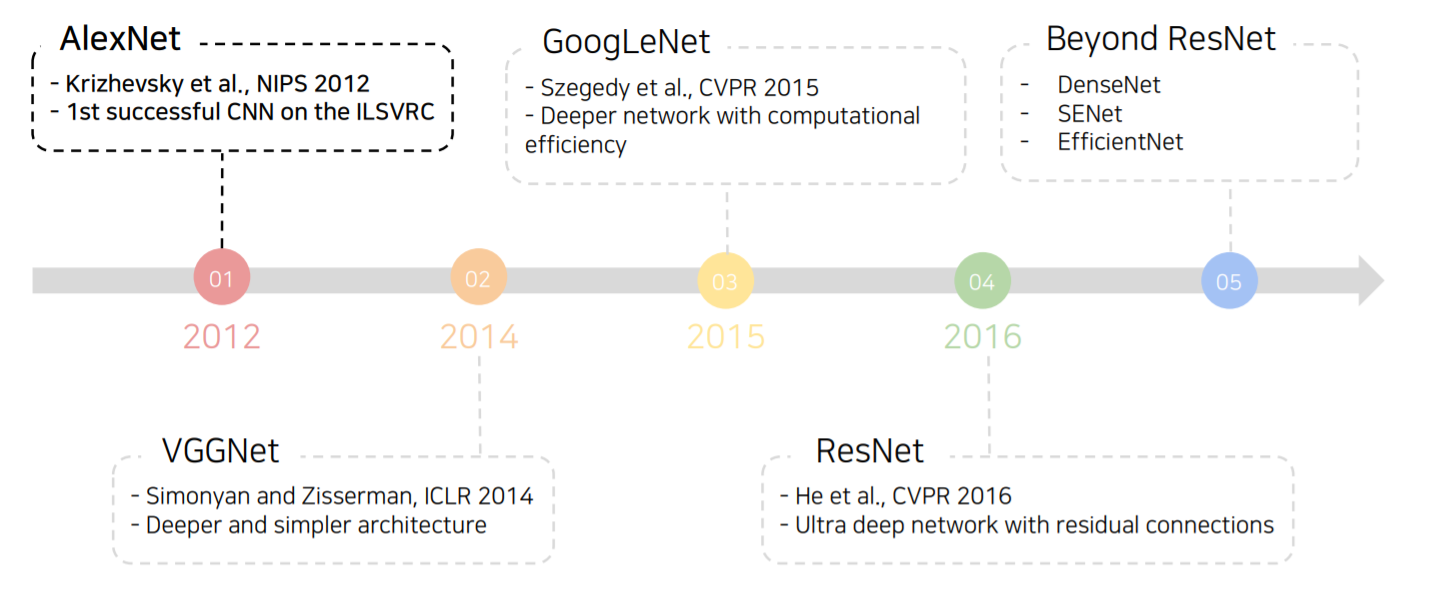 AlexNet
- Krizhevsky et al., NIPS 2012
- 1st successful CNN on the ILSVRC
GoogLeNet
- Szegedy et al., CVPR 2015
- Deeper network with computational
efficiency
Beyond ResNet
- DenseNet
- SENet
- EfficientNet
01
02
03
04
05
2012
2014
2015
2016
VGGNet
- Simonyan and Zisserman, ICLR 2014
- Deeper and simpler architecture
ResNet
- He et al., CVPR 2016
- Ultra deep network with residual connections